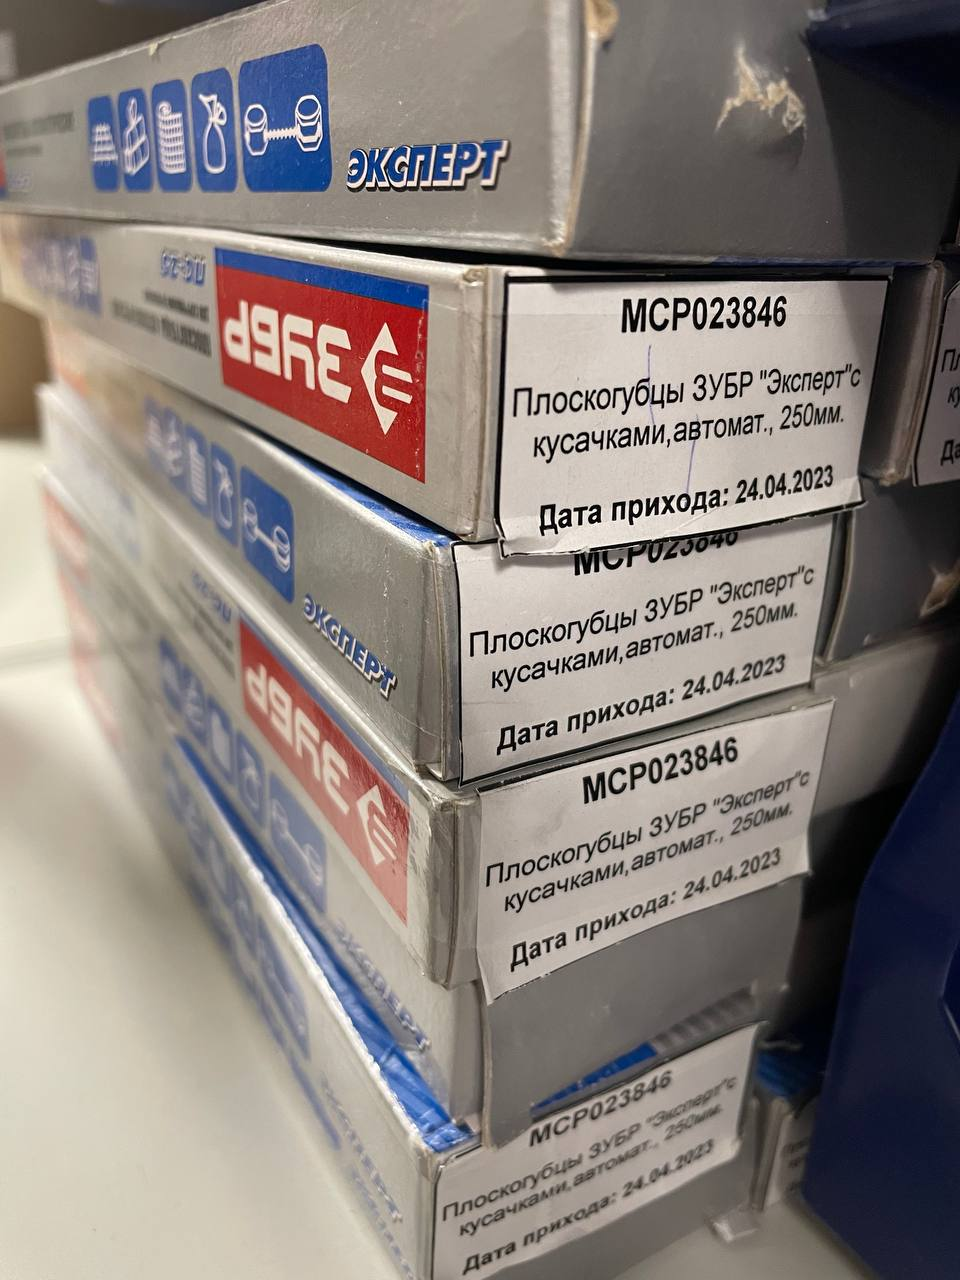 ЭКСПЕРТ
ЗУБР
MCP023846
Плоскогубцы ЗУБР "Эксперт"с
кусачками,автомат., 250мм.
Дата прихода: 24.04.2023
ЭКСПЕРТ
MCP023846
Плоскогубцы ЗУБР "Эксперт"с
кусачками,автомат., 250мм.
Дата прихода: 24.04.2023
ЗУБР
MCP023846
Плоскогубцы ЗУБР "Эксперт"с
кусачками,автомат., 250мм.
Дата прихода: 24.04.2023
ЭКСПЕРТ
MCP023846
Плоскогубцы ЗУБР "Эксперт"с
кусачками,автомат., 250мм.
Дата прихода: 24.04.2023